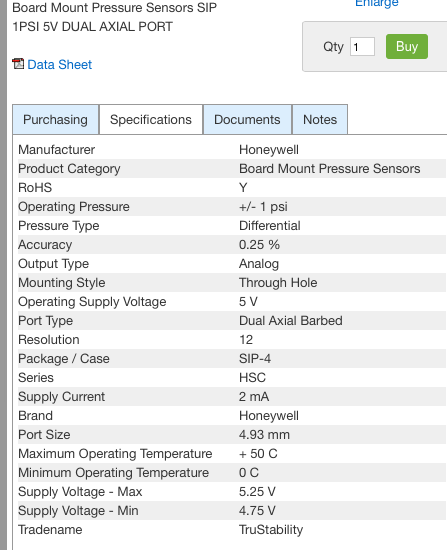 Board Mount Pressure Sensors SIP
1PSI 5V DUAL AXIAL PORT
Enlarge
Qty 1 Buy
Data Sheet
Purchasing Specifications Documents Notes
Manufacturer Honeywell
Product Category Board Mount Pressure Sensors
RoHS Y
Operating Pressure +/- 1 psi
Pressure Type Differential
Accuracy 0.25 %
Output Type Analog
Mounting Style Through Hole
Operating Supply Voltage 5 V
Port Type Dual Axial Barbed
Resolution 12
Package / Case SIP-4
Series HSC
Supply Current 2 mA
Brand Honeywell
Port Size 4.93 mm
Maximum Operating Temperature + 50 C
Minimum Operating Temperature 0 C
Supply Voltage - Max 5.25 V
Supply Voltage - Min 4.75 V
Tradename TruStability